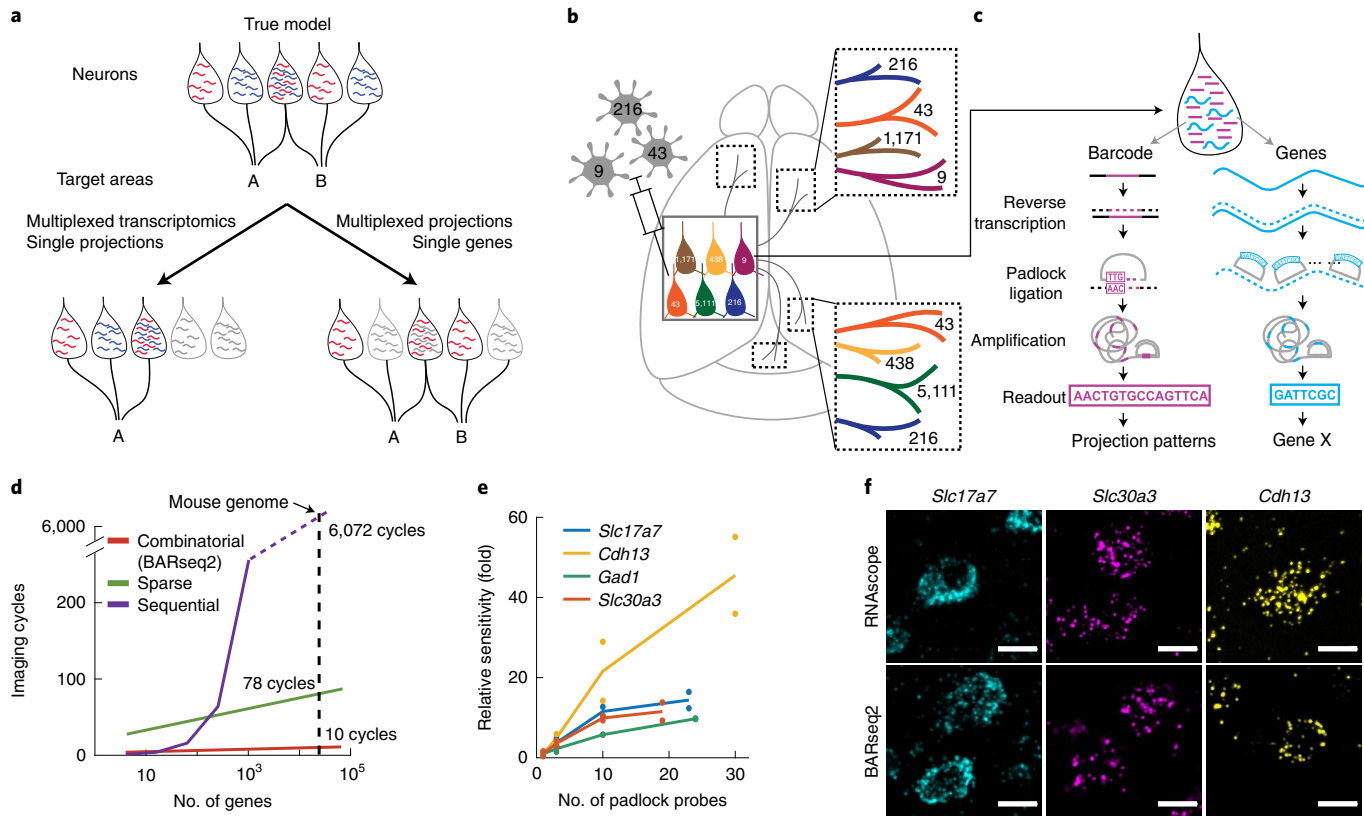 a
True model
Neurons
Target areas
A
B
Multiplexed transcriptomics
Single projections
Multiplexed projections
Single genes
A
A
B
b
216
43
9
1,171
438
9
43
5,111
216
216
43
1,171
9
43
438
5,111
216
c
Barcode
Genes
Reverse
transcription
Padlock
ligation
TTG
AAC
Amplification
Readout
AACTGTGCCAGTTCA
GATTCGC
Projection patterns
Gene X
d
Mouse genome
6,000
6,072 cycles
Combinatorial
(BARseq2)
Sparse
Sequential
200
100
0
78 cycles
10 cycles
Imaging cycles
10
10³
10⁵
No. of genes
e
60
40
20
0
Slc17a7
Cdh13
Gad1
Slc30a3
Relative sensitivity (fold)
0
10
20
30
No. of padlock probes
f
Slc17a7
Slc30a3
Cdh13
RNAscope
BARseq2